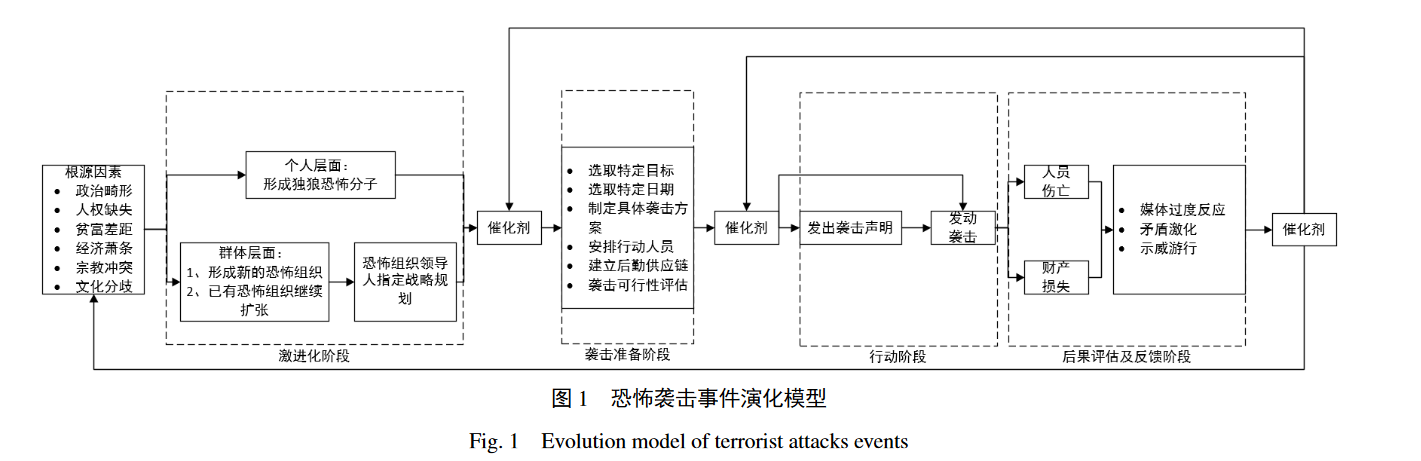 根源因素
• 政治畸形
• 人权缺失
• 贫富差距
• 经济萧条
• 宗教冲突
• 文化分歧
个人层面：
形成独狼恐怖分子
群体层面：
1、形成新的恐怖组织
2、已有恐怖组织继续
扩张
恐怖组织领导
人指定战略规
划
激进化阶段
催化剂
• 选取特定目标
• 选取特定日期
• 制定具体袭击方
案
• 安排行动人员
• 建立后勤供应链
• 袭击可行性评估
袭击准备阶段
催化剂
发出袭击声明
发动
袭击
行动阶段
人员
伤亡
财产
损失
• 媒体过度反应
• 矛盾激化
• 示威游行
后果评估及反馈阶段
催化剂
图 1 恐怖袭击事件演化模型
Fig. 1 Evolution model of terrorist attacks events